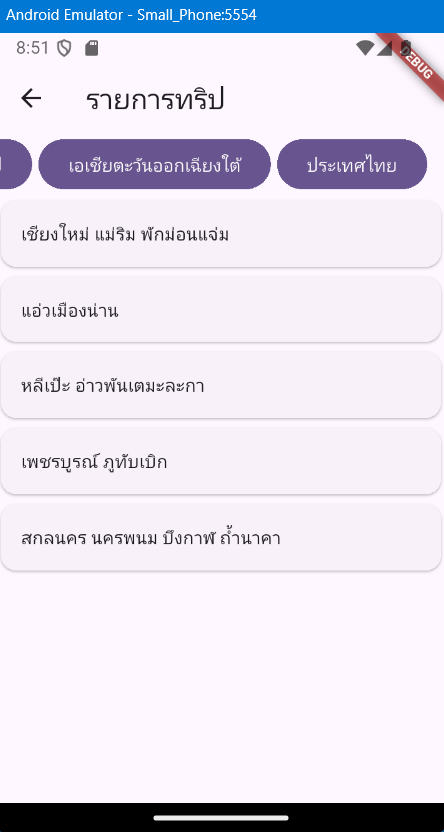 Android Emulator - Small_Phone:5554
8:51
DEBUG
รายการทริป
เอเชียตะวันออกเฉียงใต้ ประเทศไทย
เชียงใหม่ แม่ริม พักม่อนแจ่ม
แอ่วเมืองน่าน
หลีเป๊ะ อ่าวพันเตมะละกา
เพชรบูรณ์ ภูทับเบิก
สกลนคร นครพนม บึงกาฬ ถ้ำนาคา